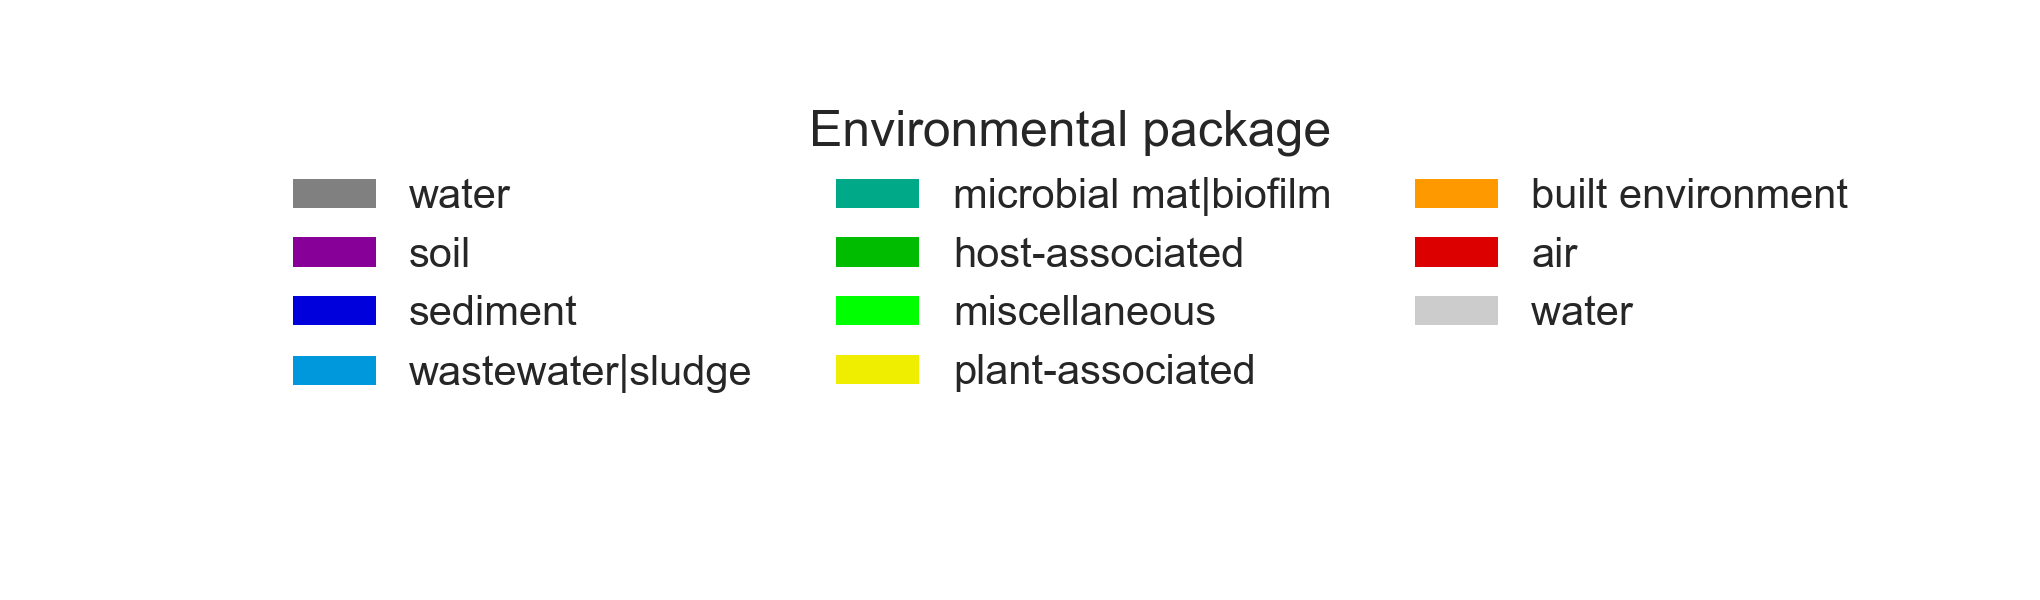 Environmental package
water
soil
sediment
wastewater|sludge
microbial mat|biofilm
host-associated
miscellaneous
plant-associated
built environment
air
water